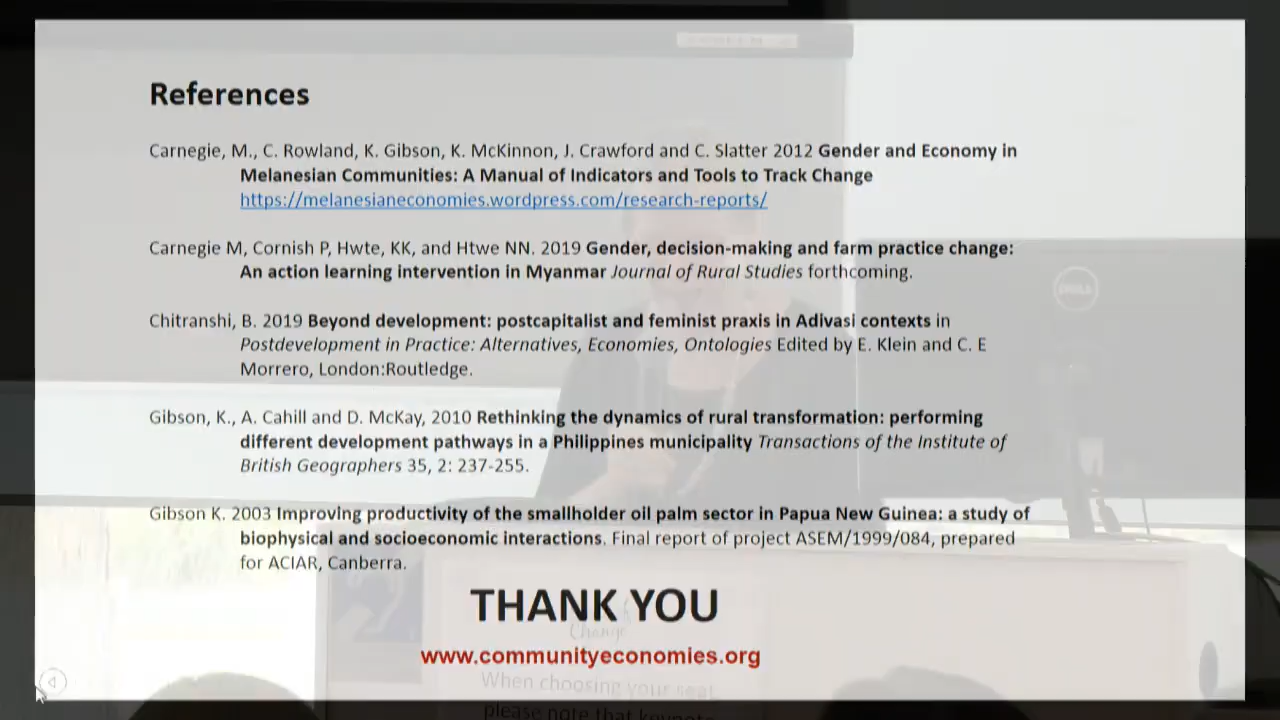 References
Carnegie, M., C. Rowland, K. Gibson, K. McKinnon, J. Crawford and C. Slatter 2012 Gender and Economy in
Melanesian Communities: A Manual of Indicators and Tools to Track Change
https://melanesianeconomies.wordpress.com/research-reports/
Carnegie M, Cornish P, Hwte, KK, and Htwe NN. 2019 Gender, decision-making and farm practice change:
An action learning intervention in Myanmar Journal of Rural Studies forthcoming.
DELL
Chitranshi, B. 2019 Beyond development: postcapitalist and feminist praxis in Adivasi contexts in
Postdevelopment in Practice: Alternatives, Economies, Ontologies Edited by E. Klein and C. E
Morrero, London:Routledge.
Gibson, K., A. Cahill and D. McKay, 2010 Rethinking the dynamics of rural transformation: performing
different development pathways in a Philippines municipality Transactions of the Institute of
British Geographers 35, 2: 237-255.
Gibson K. 2003 Improving productivity of the smallholder oil palm sector in Papua New Guinea: a study of
biophysical and socioeconomic interactions. Final report of project ASEM/1999/084, prepared
for ACIAR, Canberra.
THANK YOU
Change
www.communityeconomies.org
When choosing your seat
please note that keynote